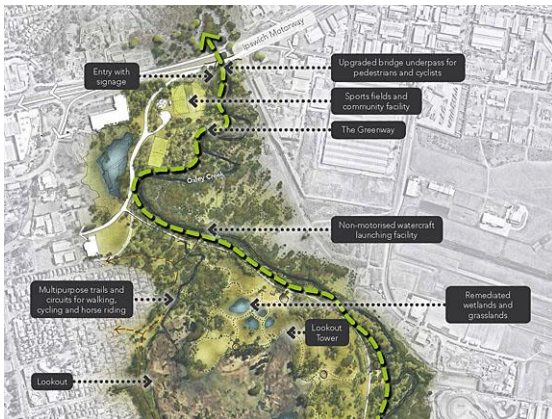 Ipswich Motorway
Entry with
signage
Upgraded bridge underpass for
pedestrians and cyclists
Sports fields and
community facility
The Greenway
Oxley Creek
Non-motorised watercraft
launching facility
Multipurpose trails and
circuits for walking,
cycling and horse riding
Remediated
wetlands and
grasslands
Lookout
Tower
Lookout